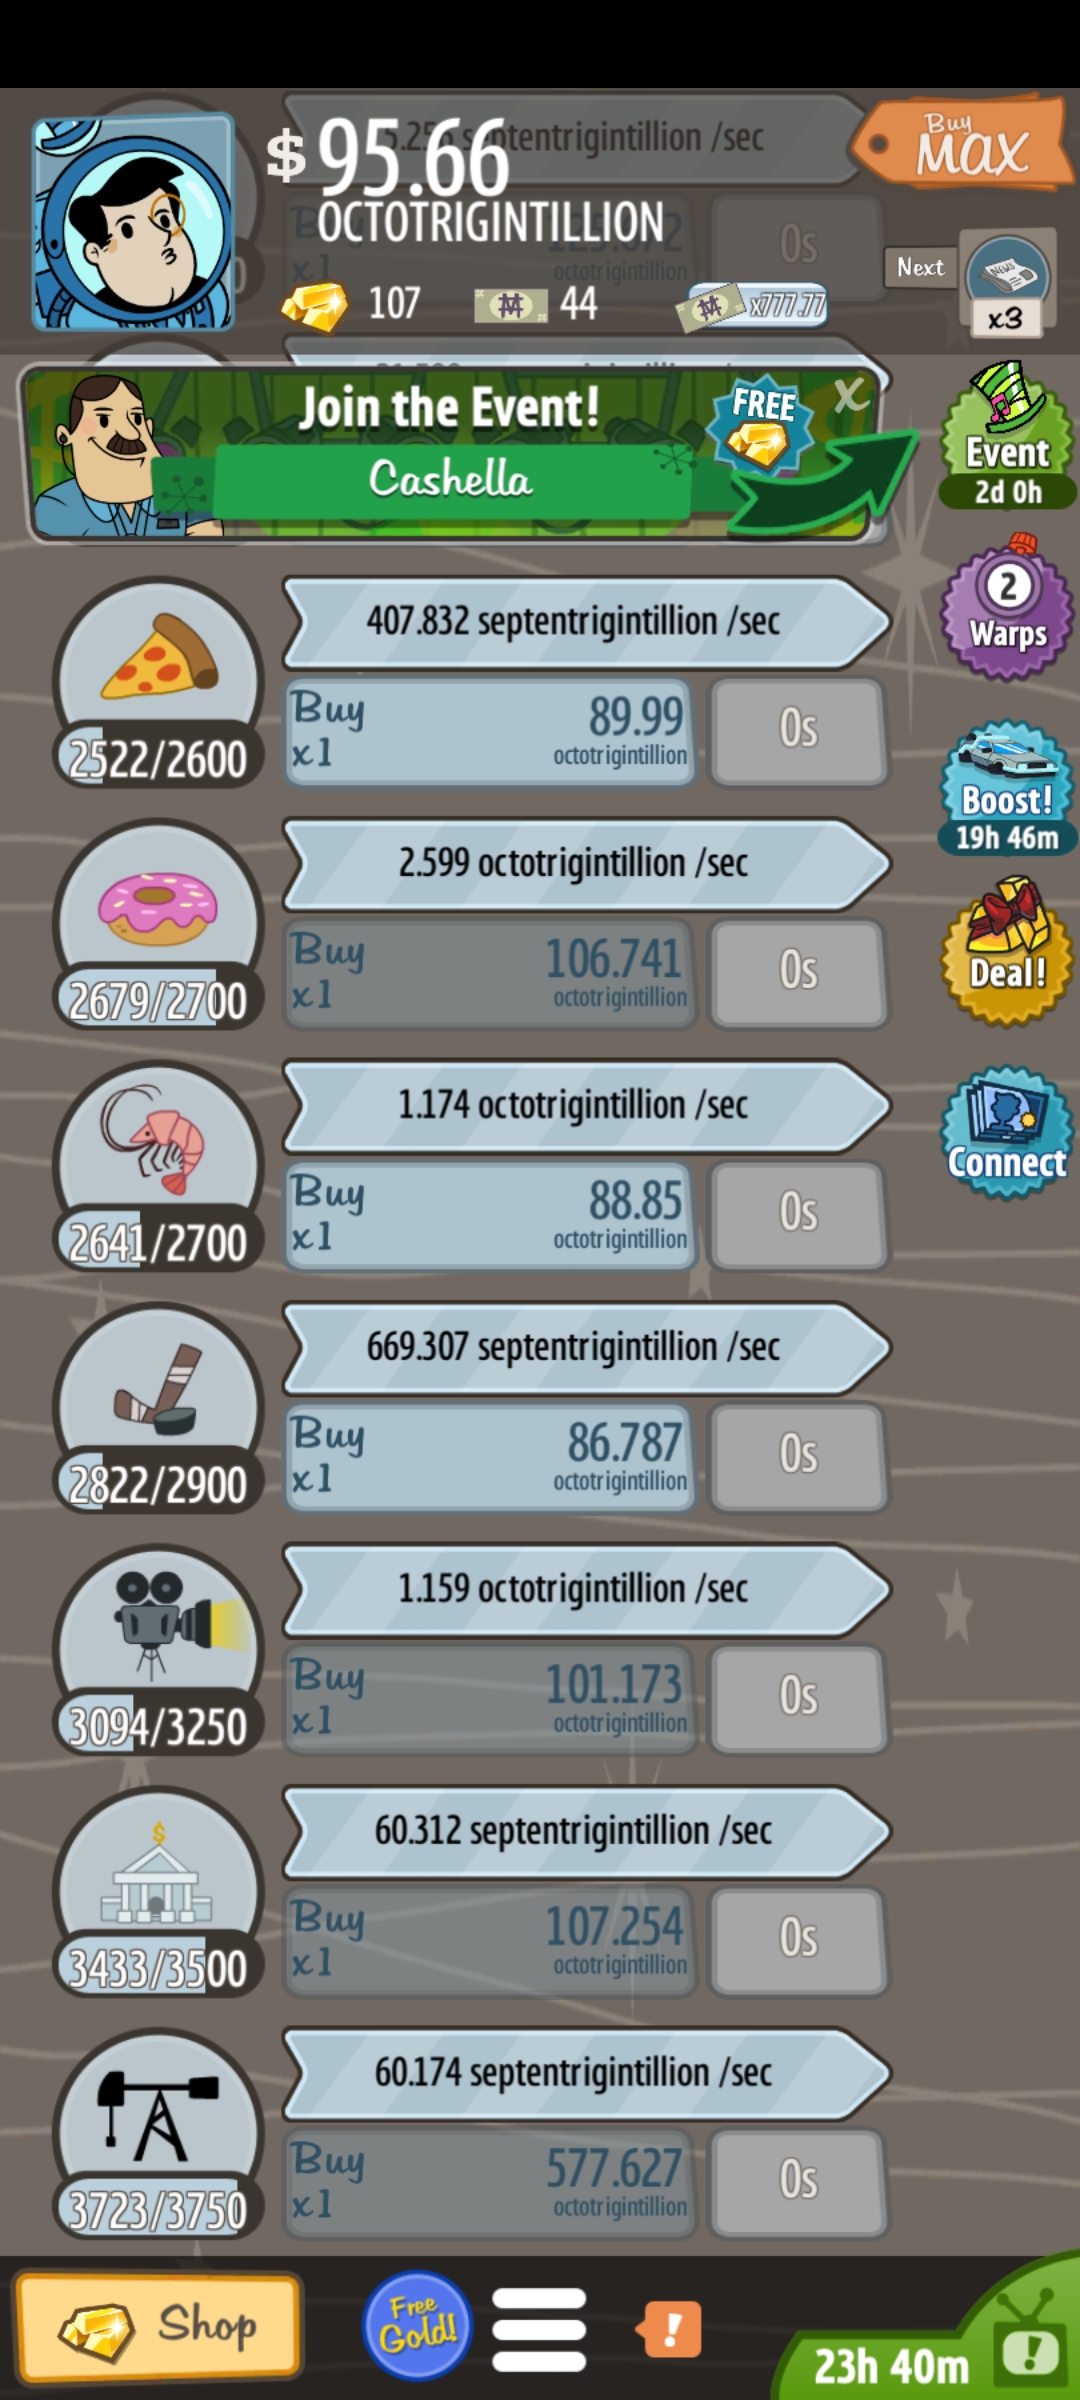 5.25 septentrigintillion /sec
$ 95.66
OCTOTRIGINTILLION
Buy
MAX
Buy
x1
octotrigintillion
0s
107
44
x777.77
Next
NEWS
x3
Join the Event!
Cashella
FREE
X
Event
2d 0h
407.832 septentrigintillion /sec
Buy
x1
89.99
octotrigintillion
0s
2522/2600
2
Warps
2.599 octotrigintillion /sec
Buy
x1
106.741
octotrigintillion
0s
2679/2700
Boost!
19h 46m
Deal!
1.174 octotrigintillion /sec
Buy
x1
88.85
octotrigintillion
0s
2641/2700
Connect
669.307 septentrigintillion /sec
Buy
x1
86.787
octotrigintillion
0s
2822/2900
1.159 octotrigintillion /sec
Buy
x1
101.173
octotrigintillion
0s
3094/3250
$
60.312 septentrigintillion /sec
Buy
x1
107.254
octotrigintillion
0s
3433/3500
60.174 septentrigintillion /sec
Buy
x1
577.627
octotrigintillion
0s
3723/3750
Shop
Free
Gold!
!
23h 40m
!